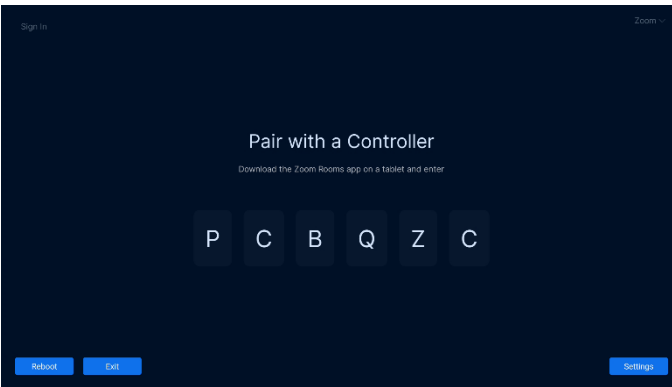 Sign In
Zoom
Pair with a Controller
Download the Zoom Rooms app on a tablet and enter
P C B Q Z C
Reboot Exit Settings